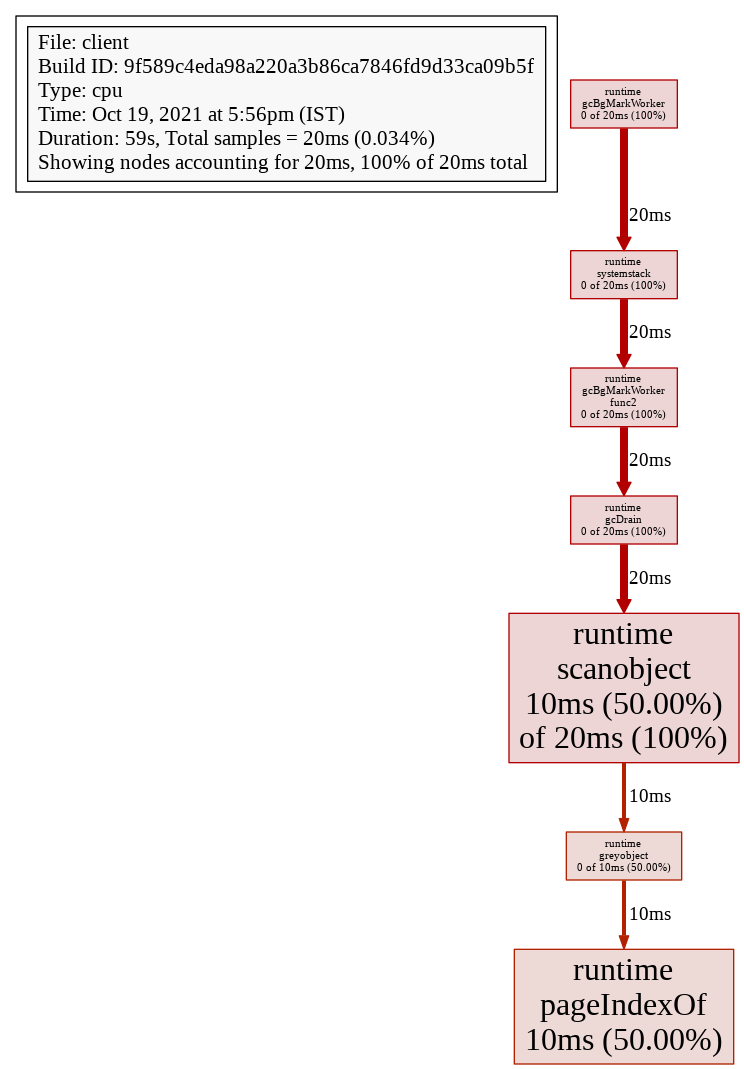 File: client
Build ID: 9f589c4eda98a220a3b86ca7846fd9d33ca09b5f
Type: cpu
Time: Oct 19, 2021 at 5:56pm (IST)
Duration: 59s, Total samples = 20ms (0.034%)
Showing nodes accounting for 20ms, 100% of 20ms total
runtime
gcBgMarkWorker
0 of 20ms (100%)
20ms
runtime
systemstack
0 of 20ms (100%)
20ms
runtime
gcBgMarkWorker
func2
0 of 20ms (100%)
20ms
runtime
gcDrain
0 of 20ms (100%)
20ms
runtime
scanobject
10ms (50.00%)
of 20ms (100%)
10ms
runtime
greyobject
0 of 10ms (50.00%)
10ms
runtime
pageIndexOf
10ms (50.00%)